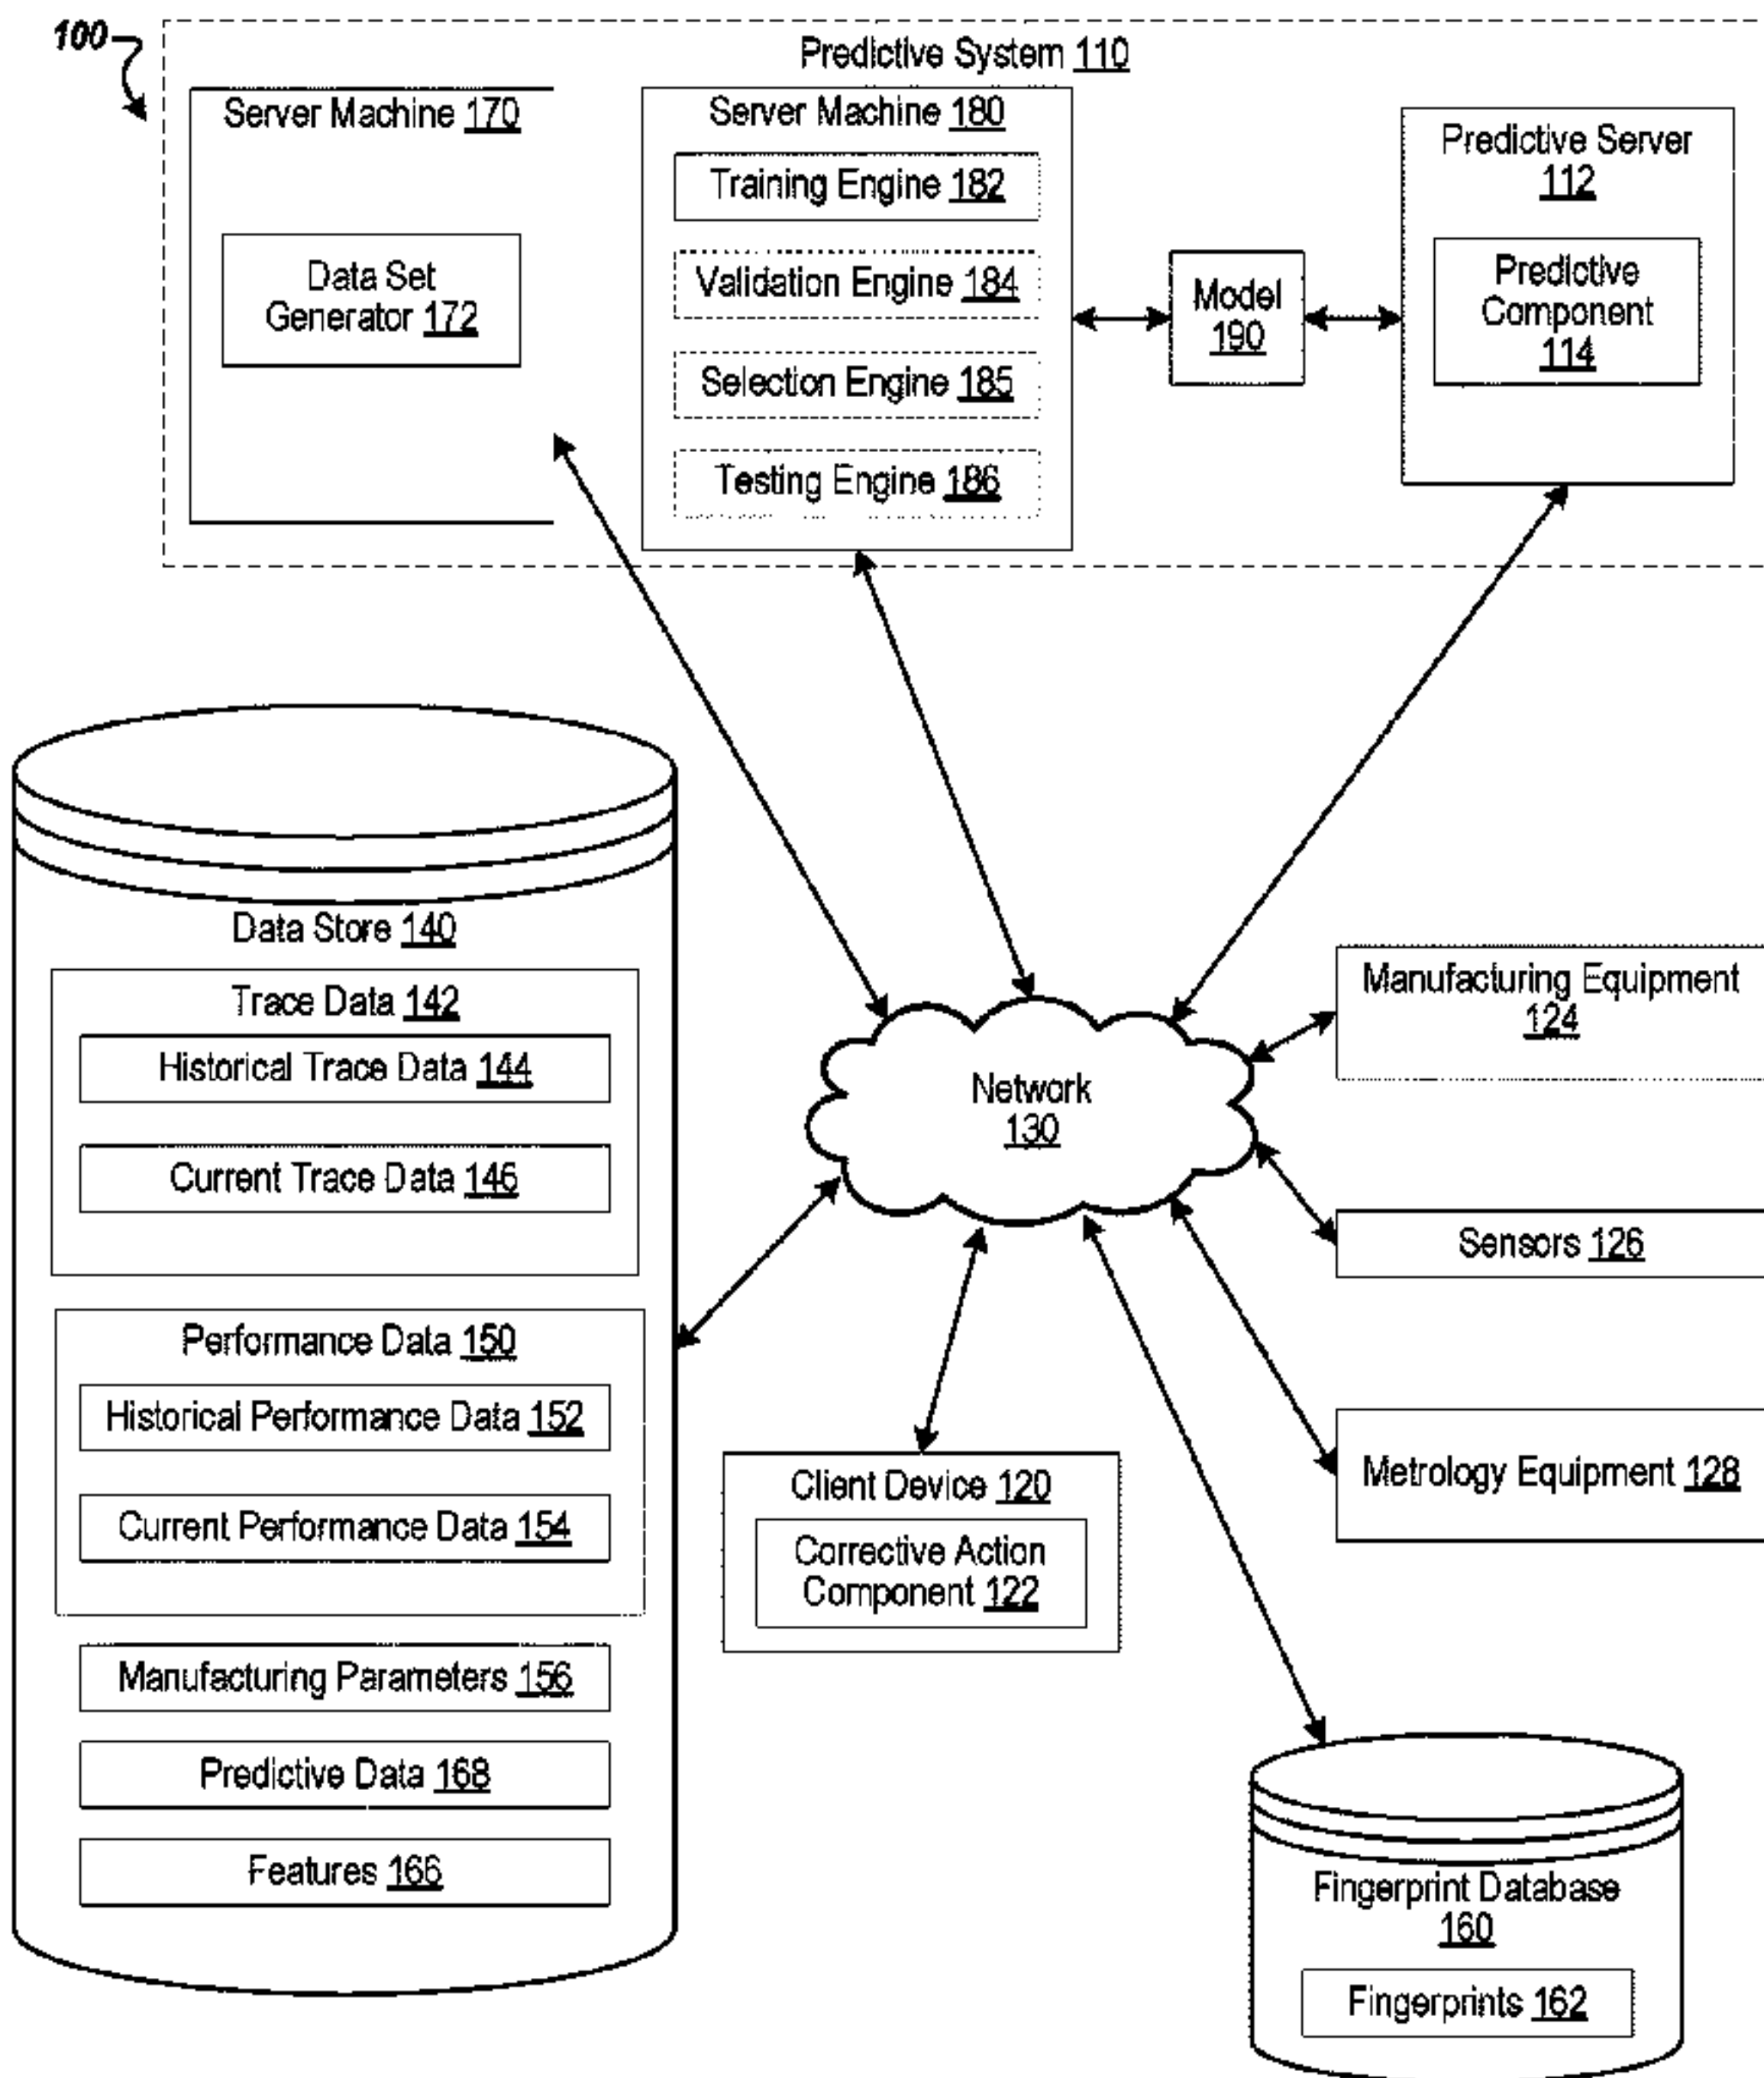 100
Predictive System 110
Server Machine 170
Data Set
Generator 172
Server Machine 180
Training Engine 182
Validation Engine 184
Selection Engine 185
Testing Engine 186
Model
190
Predictive Server
112
Predictive
Component
114
Data Store 140
Trace Data 142
Historical Trace Data 144
Current Trace Data 146
Performance Data 150
Historical Performance Data 152
Current Performance Data 154
Manufacturing Parameters 156
Predictive Data 168
Features 166
Network
130
Manufacturing Equipment
124
Sensors 126
Metrology Equipment 128
Client Device 120
Corrective Action
Component 122
Fingerprint Database
160
Fingerprints 162